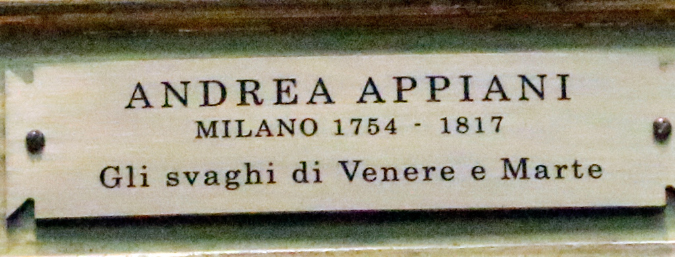 ANDREA APPIANI
MILANO 1754 - 1817
Gli svaghi di Venere e Marte